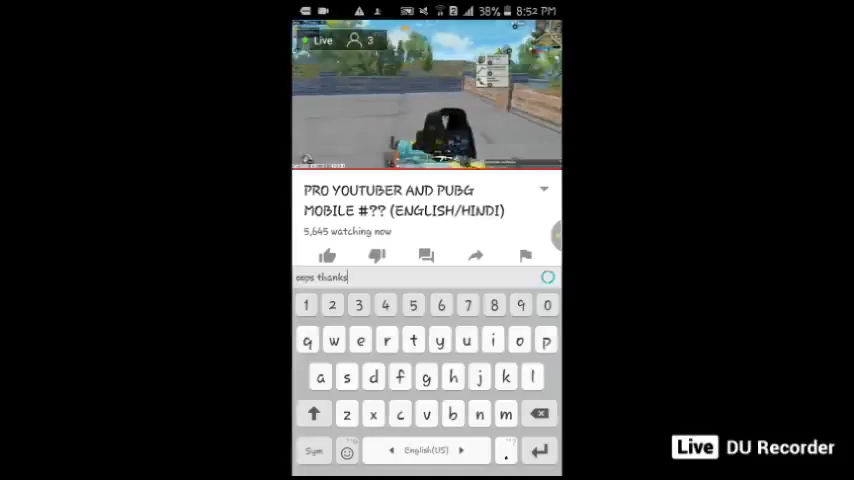 38% 8:52 PM
Live 3
PRO YOUTUBER AND PUBG
MOBILE #?? (ENGLISH/HINDI)
5,645 watching now
oops thanks
1 2 3 4 5 6 7 8 9 0
q w e r t y u i o p
a s d f g h j k l
z x c v b n m
Sym English(US) .
Live DU Recorder